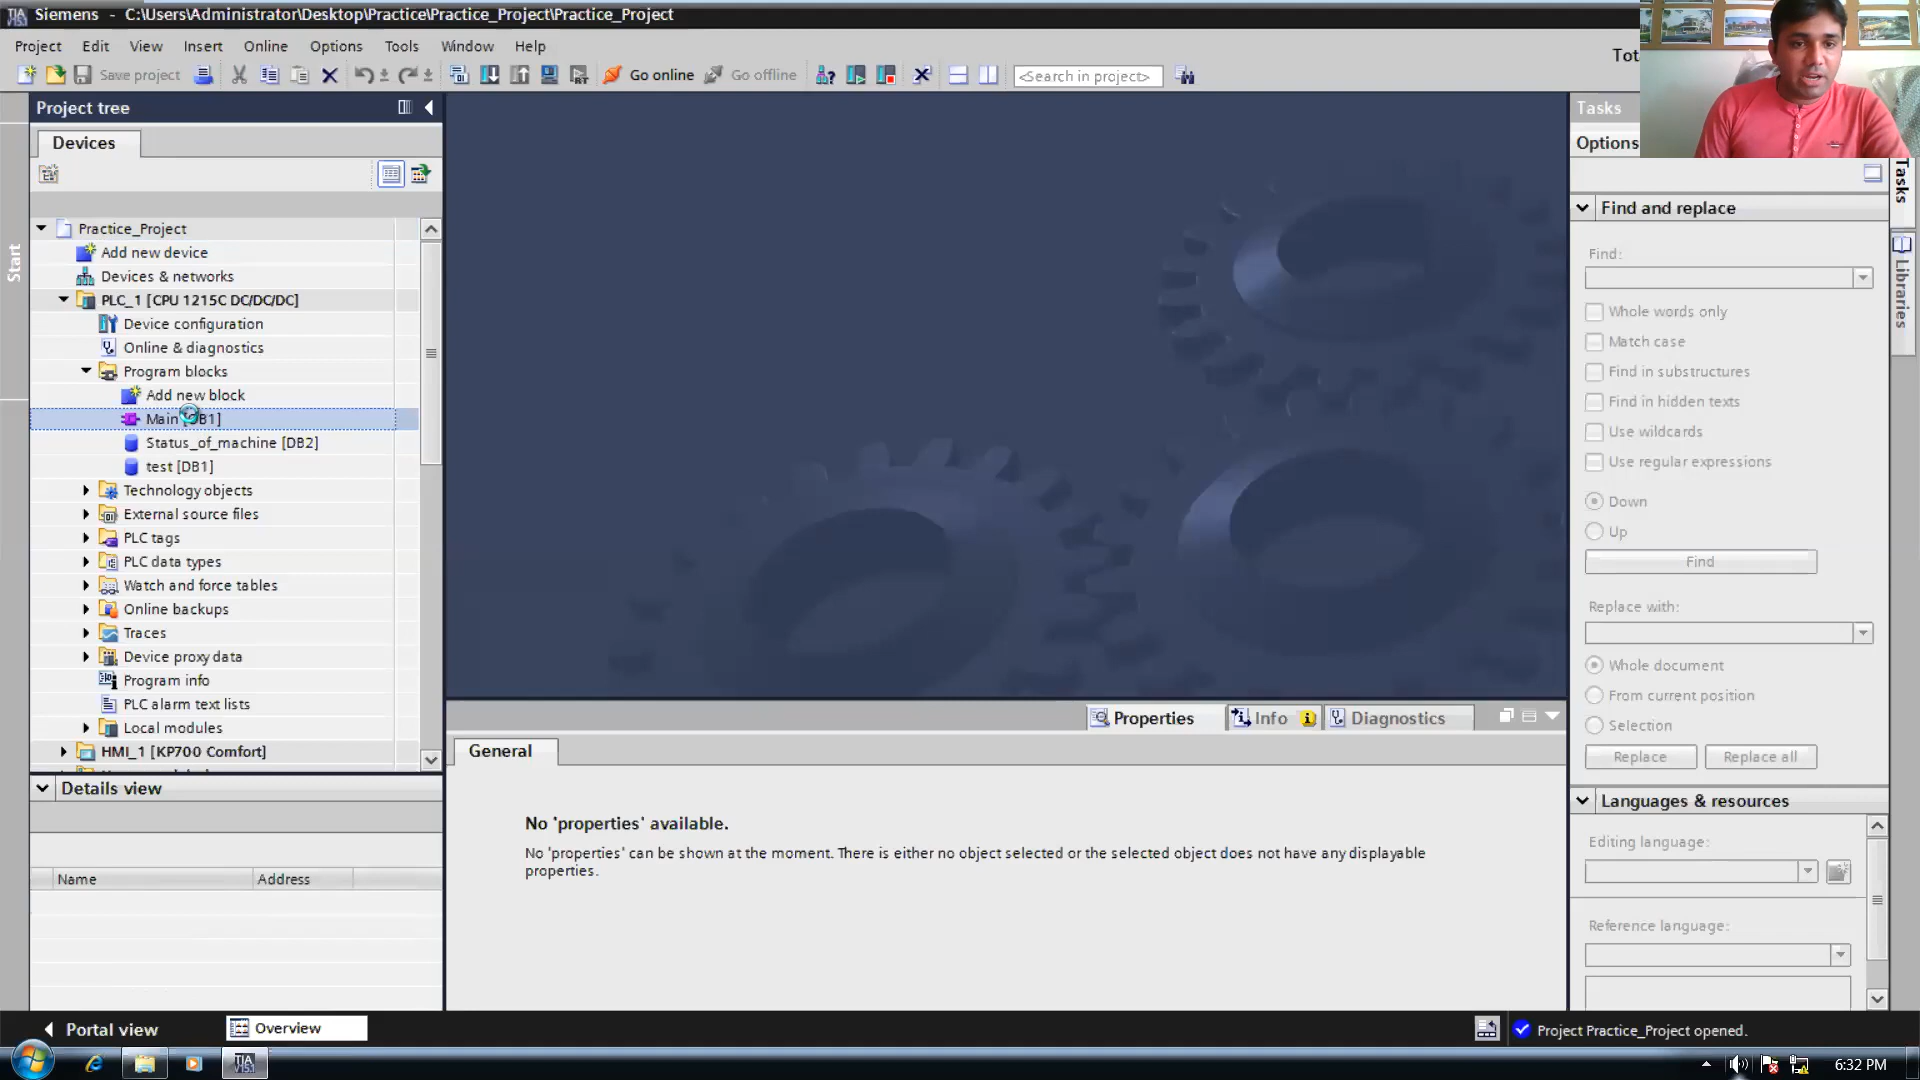 Siemens - C:\Users\Administrator\Desktop\Practice\Practice_Project\Practice_Project
Project Edit View Insert Online Options Tools Window Help
Save project
Go online
Go offline
<Search in project>
Tot
Project tree
Devices
Start
Practice_Project
Add new device
Devices & networks
PLC_1 [CPU 1215C DC/DC/DC]
Device configuration
Online & diagnostics
Program blocks
Add new block
Main
Status_of_machine [DB2]
test [DB1]
Technology objects
External source files
PLC tags
PLC data types
Watch and force tables
Online backups
Traces
Device proxy data
Program info
PLC alarm text lists
Local modules
HMI_1 [KP700 Comfort]
Details view
Name Address
Properties
Info
Diagnostics
General
No 'properties' available.
No 'properties' can be shown at the moment. There is either no object selected or the selected object does not have any displayable
properties.
Tasks
Options
Find and replace
Find:
Whole words only
Match case
Find in substructures
Find in hidden texts
Use wildcards
Use regular expressions
Down
Up
Find
Replace with:
Whole document
From current position
Selection
Replace
Replace all
Languages & resources
Editing language:
Reference language:
Tasks
Libraries
Portal view
Overview
Project Practice_Project opened.
TIA
V15.1
6:32 PM